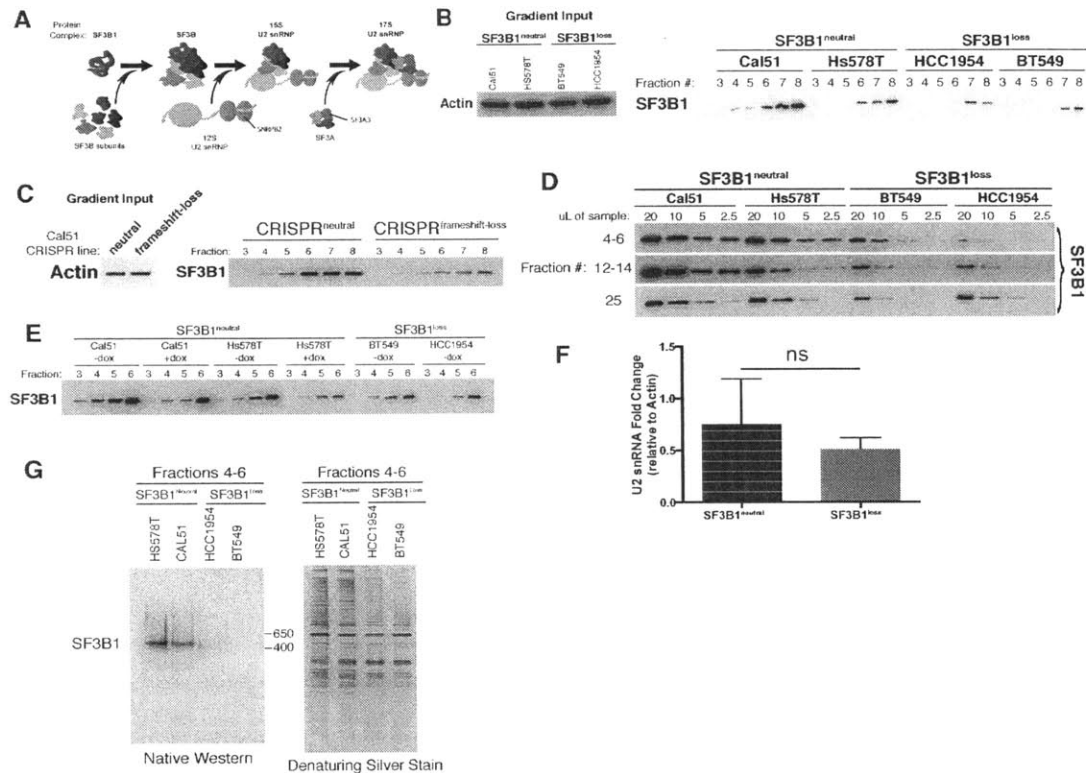 A
Protein
Complex:
SF3B1
SF3B
15S
U2 snRNP
17S
U2 snRNP
SF3B subunits
12S
U2 snRNP
SNRPB2
SF3A
SF3A3
B
Gradient Input
SF3B1neutral SF3B1loss
Cal51
HS578T
BT549
HCC1954
Actin
SF3B1neutral SF3B1loss
Cal51 Hs578T HCC1954 BT549
Fraction #: 3 4 5 6 7 8 3 4 5 6 7 8 3 4 5 6 7 8 3 4 5 6 7 8
SF3B1
C
Gradient Input
Cal51
CRISPR line:
neutral
frameshift-loss
Actin
CRISPRneutral CRISPRframeshift-loss
Fraction: 3 4 5 6 7 8 3 4 5 6 7 8
SF3B1
D
SF3B1neutral SF3B1loss
Cal51 Hs578T BT549 HCC1954
uL of sample: 20 10 5 2.5 20 10 5 2.5 20 10 5 2.5 20 10 5 2.5
4-6
Fraction #: 12-14
25
SF3B1
E
SF3B1neutral SF3B1loss
Cal51 Cal51 Hs578T Hs578T BT549 HCC1954
-dox +dox -dox +dox -dox -dox
Fraction: 3 4 5 6 3 4 5 6 3 4 5 6 3 4 5 6 3 4 5 6 3 4 5 6
SF3B1
F
U2 snRNA Fold Change
(relative to Actin)
1.5
1.0
0.5
0.0
ns
SF3B1neutral SF3B1loss
G
Fractions 4-6
SF3B1Neutral SF3B1Loss
HS578T
CAL51
HCC1954
BT549
SF3B1
-650
-400
Native Western
Fractions 4-6
SF3B1Neutral SF3B1Loss
HS578T
CAL51
HCC1954
BT549
Denaturing Silver Stain